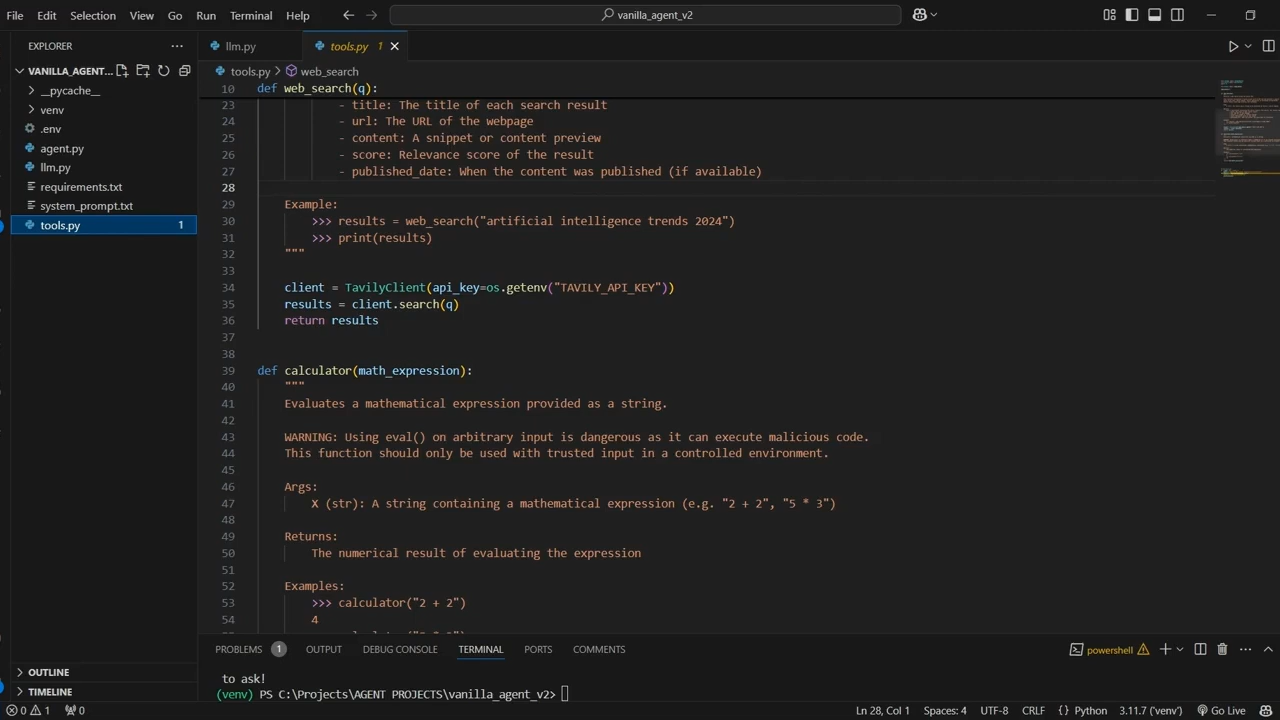 File Edit Selection View Go Run Terminal Help
vanilla_agent_v2
EXPLORER
VANILLA_AGENT...
__pycache__
venv
.env
agent.py
llm.py
requirements.txt
system_prompt.txt
tools.py 1
OUTLINE
TIMELINE
llm.py
tools.py 1
tools.py > web_search
10 def web_search(q):
23 - title: The title of each search result
24 - url: The URL of the webpage
25 - content: A snippet or content preview
26 - score: Relevance score of the result
27 - published_date: When the content was published (if available)
28
29 Example:
30 >>> results = web_search("artificial intelligence trends 2024")
31 >>> print(results)
32 """
33
34 client = TavilyClient(api_key=os.getenv("TAVILY_API_KEY"))
35 results = client.search(q)
36 return results
37
38
39 def calculator(math_expression):
40 """
41 Evaluates a mathematical expression provided as a string.
42
43 WARNING: Using eval() on arbitrary input is dangerous as it can execute malicious code.
44 This function should only be used with trusted input in a controlled environment.
45
46 Args:
47 X (str): A string containing a mathematical expression (e.g. "2 + 2", "5 * 3")
48
49 Returns:
50 The numerical result of evaluating the expression
51
52 Examples:
53 >>> calculator("2 + 2")
54 4
PROBLEMS 1 OUTPUT DEBUG CONSOLE TERMINAL PORTS COMMENTS
powershell
to ask!
(venv) PS C:\Projects\AGENT PROJECTS\vanilla_agent_v2>
0 1 0
Ln 28, Col 1 Spaces: 4 UTF-8 CRLF {} Python 3.11.7 ('venv') Go Live